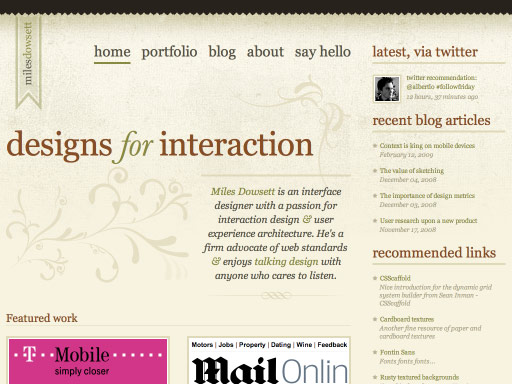 milesdowsett
home portfolio blog about say hello
designs for interaction
Miles Dowsett is an interface
designer with a passion for
interaction design & user
experience architecture. He's a
firm advocate of web standards
& enjoys talking design with
anyone who cares to listen.
Featured work
T Mobile
simply closer
Motors | Jobs | Property | Dating | Wine | Feedback
Mail Onlin
latest, via twitter
twitter recommendation:
@albertlo #followfriday
19 hours, 37 minutes ago
recent blog articles
Context is king on mobile devices
February 12, 2009
The value of sketching
December 04, 2008
The importance of design metrics
December 03, 2008
User research upon a new product
November 17, 2008
recommended links
CSScaffold
Nice introduction for the dynamic grid
system builder from Sean Inman -
CSScaffold
Cardboard textures
Another fine resource of paper and
cardboard textures
Fontin Sans
Fonts fonts fonts...
Rusty textured backgrounds